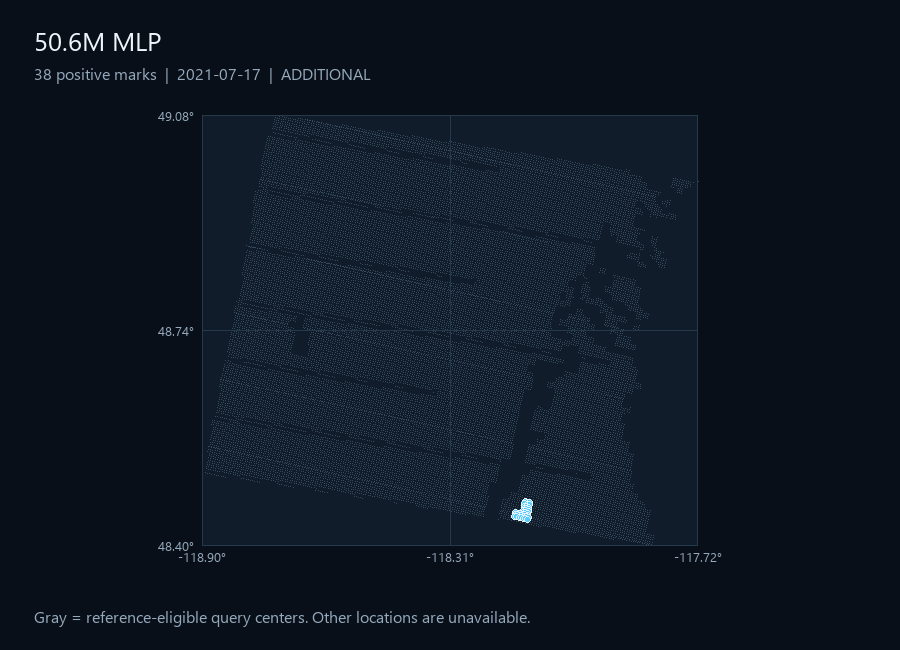 50.6M MLP
38 positive marks | 2021-07-17 | ADDITIONAL
49.08°
48.74°
48.40°
-118.90°
-118.31°
-117.72°
Gray = reference-eligible query centers. Other locations are unavailable.